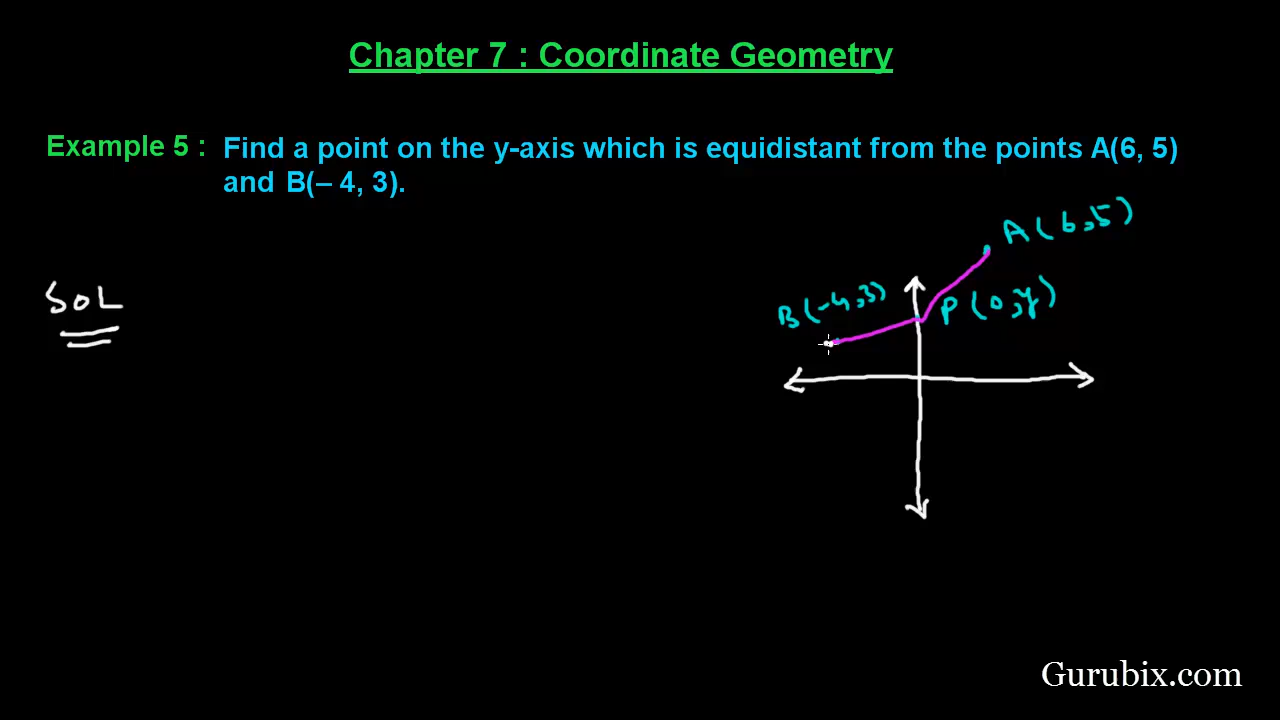 Chapter 7 : Coordinate Geometry
Example 5 : Find a point on the y-axis which is equidistant from the points A(6, 5)
and B(– 4, 3).
A(6,5)
SOL
B(-4,3)
P(0,y)
Gurubix.com